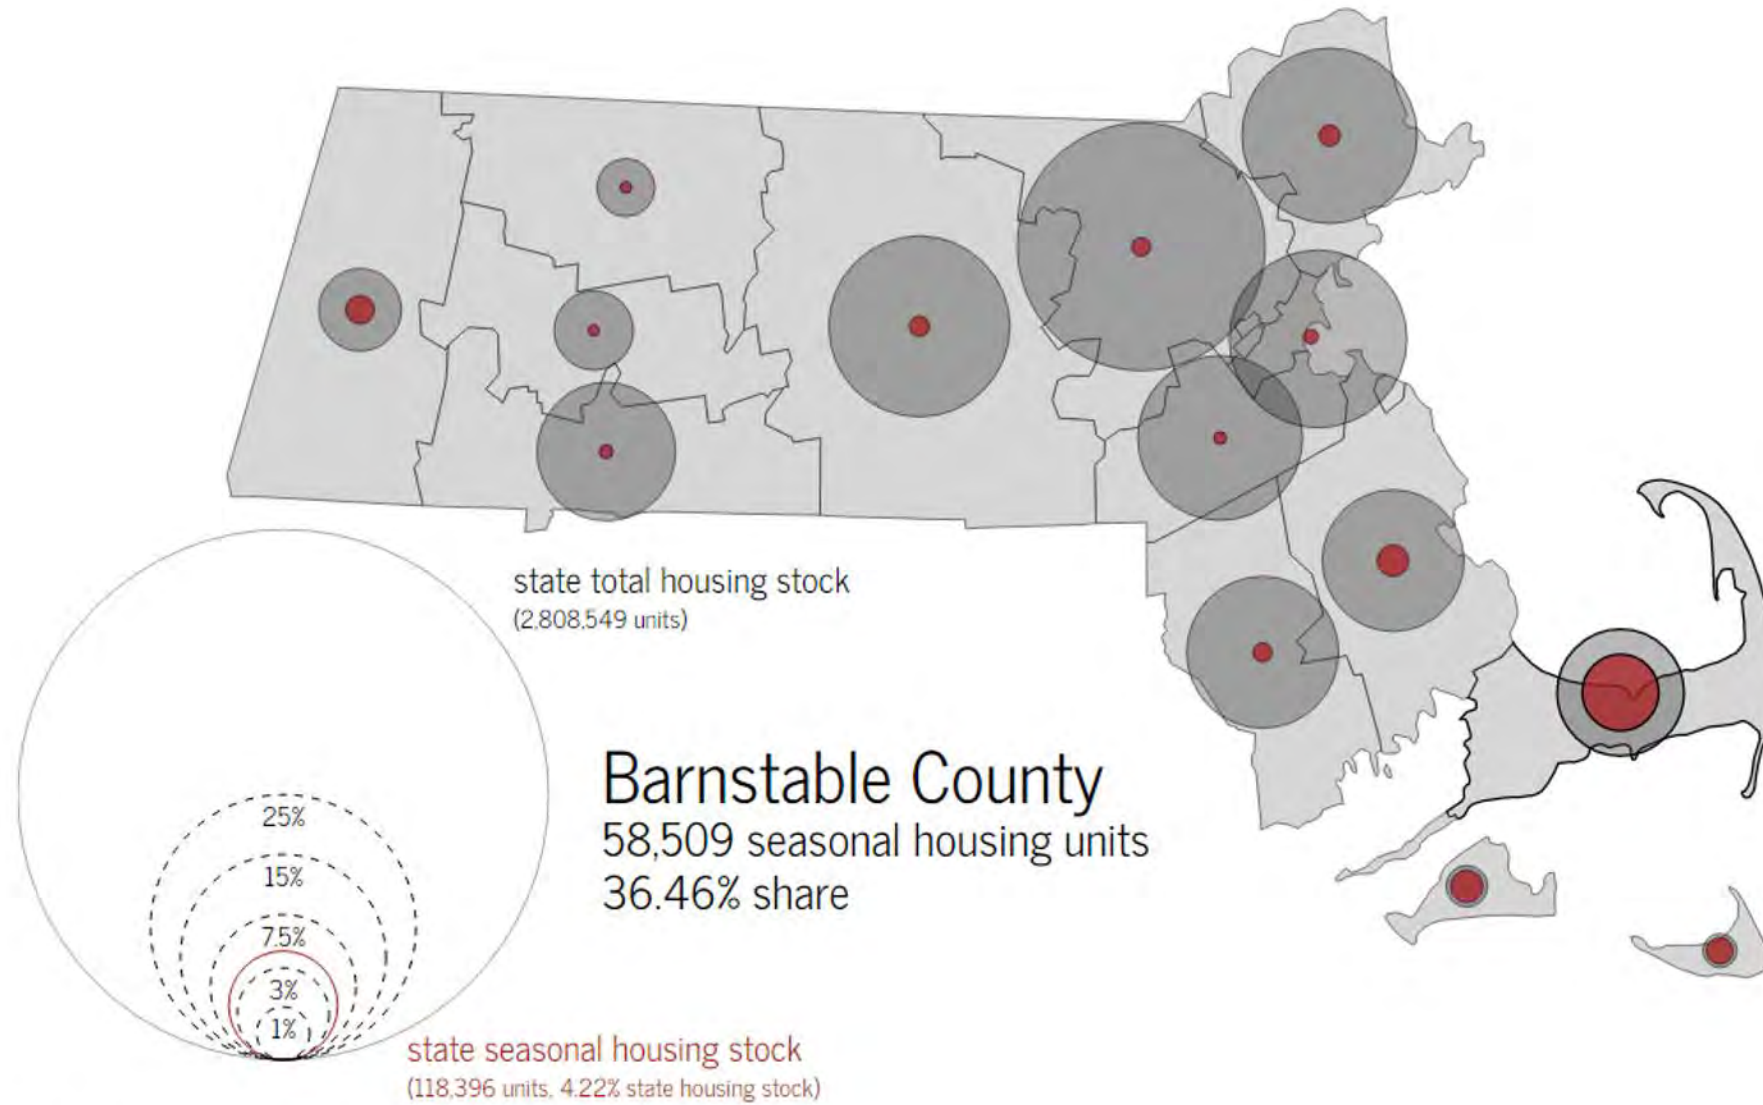 state total housing stock
(2,808,549 units)
Barnstable County
58,509 seasonal housing units
36.46% share
25%
15%
7.5%
3%
1%
state seasonal housing stock
(118,396 units, 4.22% state housing stock)